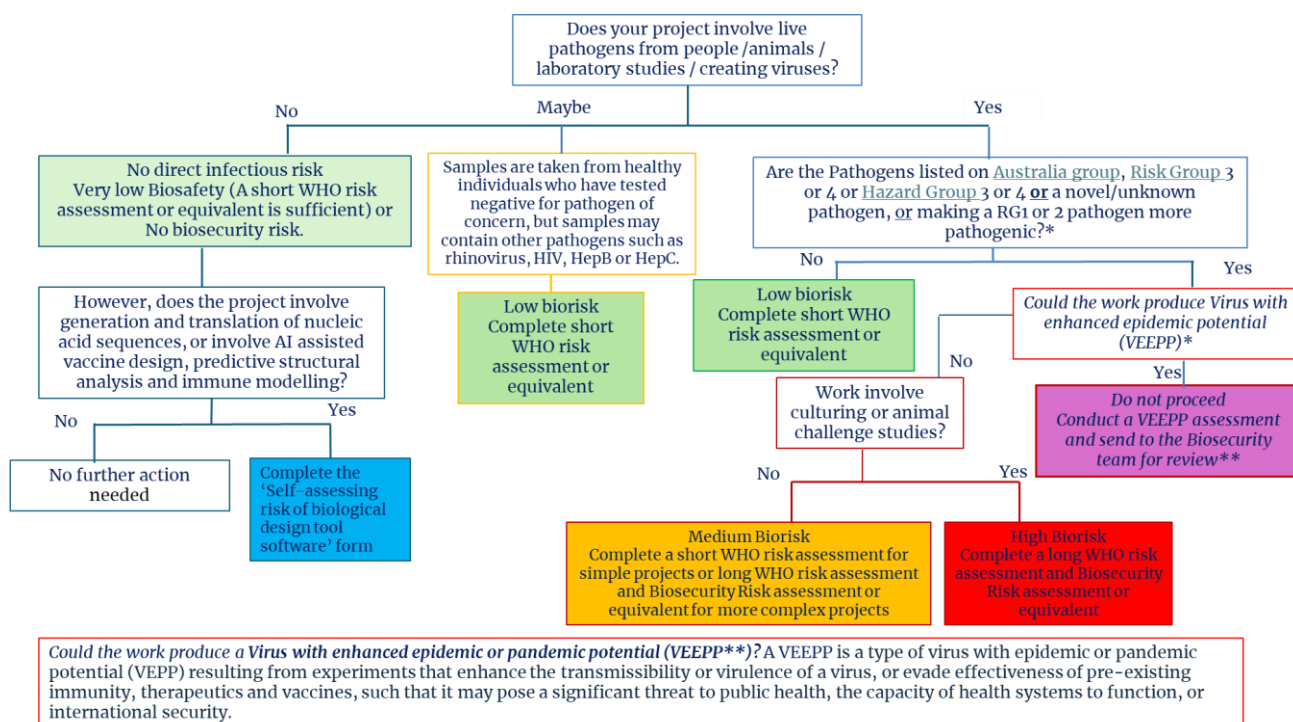 Does your project involve live
pathogens from people /animals /
laboratory studies / creating viruses?
No
Maybe
Yes
No direct infectious risk
Very low Biosafety (A short WHO risk
assessment or equivalent is sufficient) or
No biosecurity risk.
Samples are taken from healthy
individuals who have tested
negative for pathogen of
concern, but samples may
contain other pathogens such as
rhinovirus, HIV, HepB or HepC.
Are the Pathogens listed on Australia group, Risk Group 3
or 4 or Hazard Group 3 or 4 or a novel/unknown
pathogen, or making a RG1 or 2 pathogen more
pathogenic?*
No
Yes
However, does the project involve
generation and translation of nucleic
acid sequences, or involve AI assisted
vaccine design, predictive structural
analysis and immune modelling?
Low biorisk
Complete short
WHO risk
assessment or
equivalent
Low biorisk
Complete short WHO
risk assessment or
equivalent
Could the work produce Virus with
enhanced epidemic potential
(VEEPP)*
No
Yes
Work involve
culturing or animal
challenge studies?
Do not proceed
Conduct a VEEPP assessment
and send to the Biosecurity
team for review**
No
Yes
No further action
needed
Complete the
‘Self-assessing
risk of biological
design tool
software’ form
No
Yes
Medium Biorisk
Complete a short WHO risk assessment for
simple projects or long WHO risk assessment
and Biosecurity Risk assessment or
equivalent for more complex projects
High Biorisk
Complete a long WHO risk
assessment and Biosecurity
Risk assessment or
equivalent
Could the work produce a Virus with enhanced epidemic or pandemic potential (VEEPP**)? A VEEPP is a type of virus with epidemic or pandemic
potential (VEPP) resulting from experiments that enhance the transmissibility or virulence of a virus, or evade effectiveness of pre-existing
immunity, therapeutics and vaccines, such that it may pose a significant threat to public health, the capacity of health systems to function, or
international security.